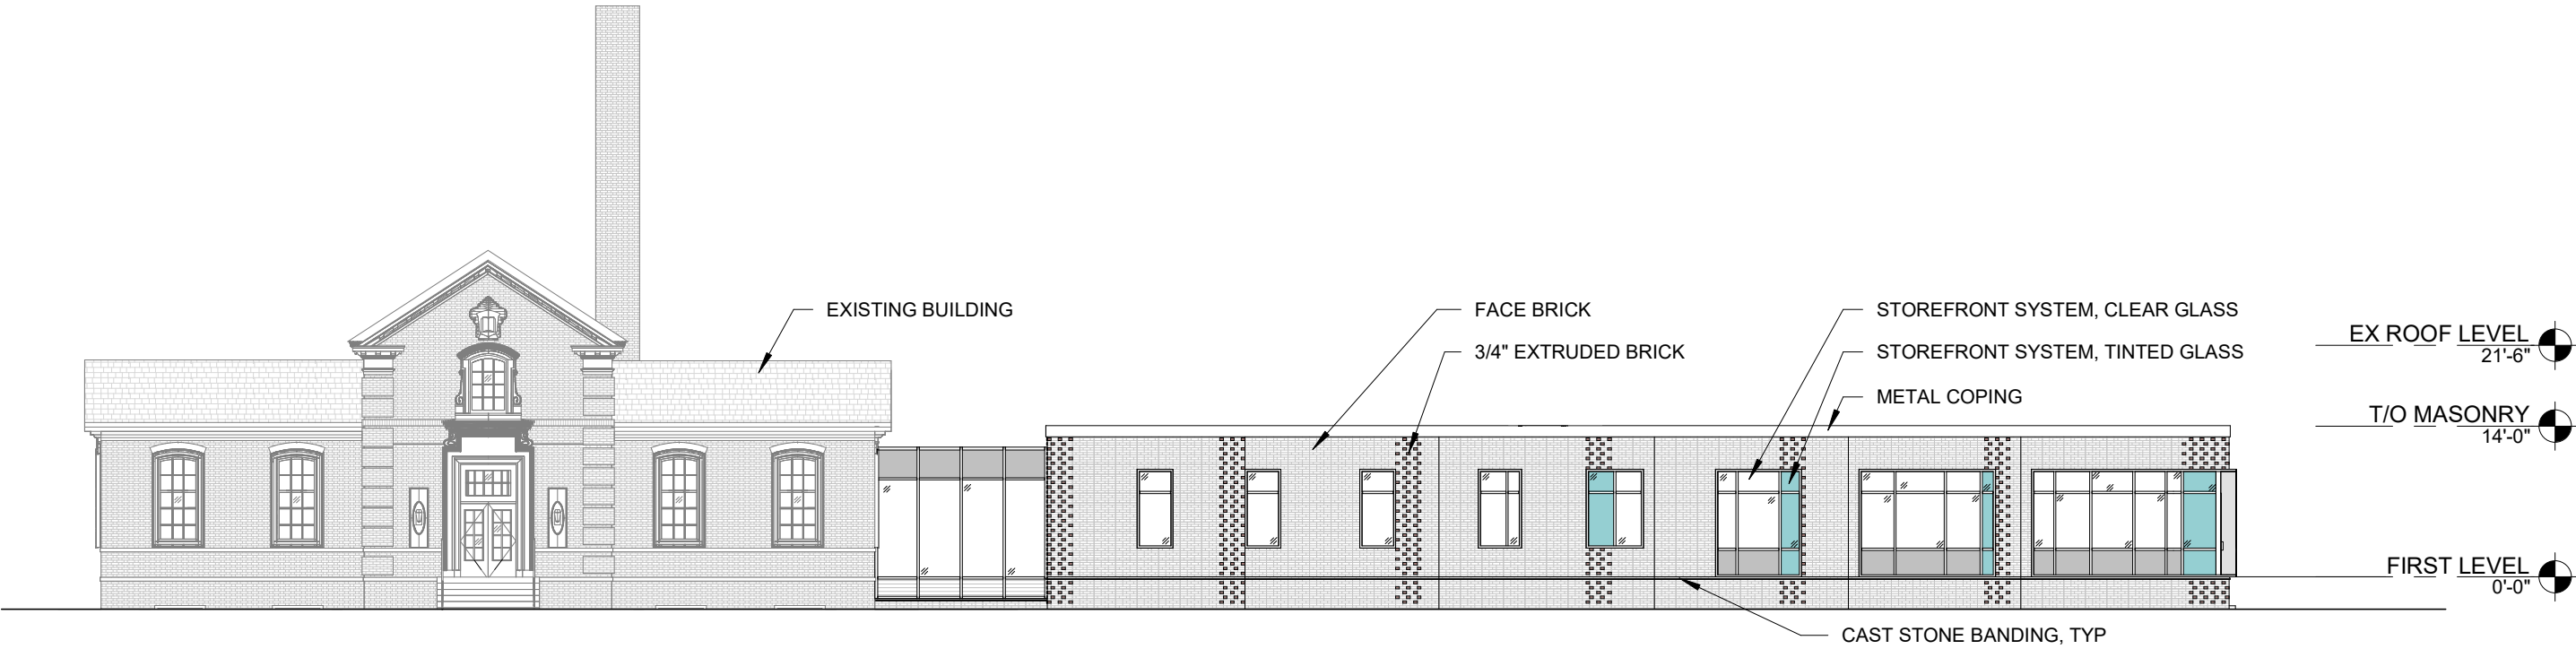 EXISTING BUILDING
FACE BRICK
3/4" EXTRUDED BRICK
STOREFRONT SYSTEM, CLEAR GLASS
STOREFRONT SYSTEM, TINTED GLASS
METAL COPING
EX ROOF LEVEL
21'-6"
T/O MASONRY
14'-0"
FIRST LEVEL
0'-0"
CAST STONE BANDING, TYP